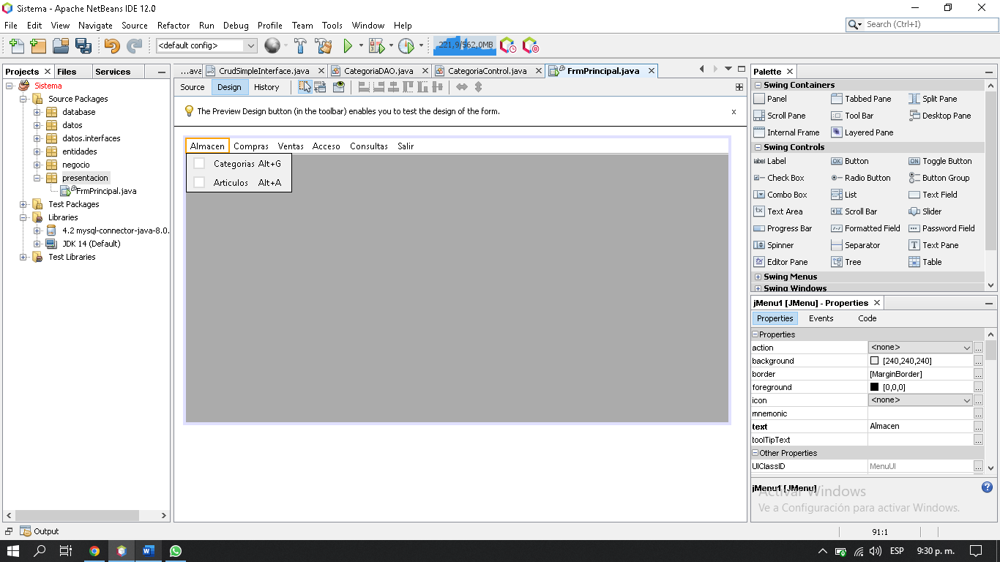 Sistema - Apache NetBeans IDE 12.0
File Edit View Navigate Source Refactor Run Debug Profile Team Tools Window Help
Search (Ctrl+I)
<default config>
221,9/562,0MB
Projects Files Services
Sistema
Source Packages
database
datos
datos.interfaces
entidades
negocio
presentacion
FrmPrincipal.java
Test Packages
Libraries
4.2 mysql-connector-java-8.0.
JDK 14 (Default)
Test Libraries
...ava CrudSimpleInterface.java CategoriaDAO.java CategoriaControl.java FrmPrincipal.java
Source Design History
The Preview Design button (in the toolbar) enables you to test the design of the form.
x
Almacen Compras Ventas Acceso Consultas Salir
Categorias Alt+G
Articulos Alt+A
Palette
Swing Containers
Panel Tabbed Pane Split Pane
Scroll Pane Tool Bar Desktop Pane
Internal Frame Layered Pane
Swing Controls
label Label OK Button ON Toggle Button
Check Box Radio Button Button Group
Combo Box List Text Field
Text Area Scroll Bar Slider
Progress Bar Formatted Field Password Field
Spinner Separator Text Pane
Editor Pane Tree Table
Swing Menus
Swing Windows
jMenu1 [JMenu] - Properties
Properties Events Code
Properties
action <none> ...
background [240,240,240] ...
border [MarginBorder] ...
foreground [0,0,0] ...
icon <none> ...
mnemonic ...
text Almacen ...
toolTipText ...
Other Properties
UIClassID MenuUI ...
jMenu1 [JMenu]
Activar Windows
Ve a Configuración para activar Windows.
Output
91:1
ESP 9:30 p. m.